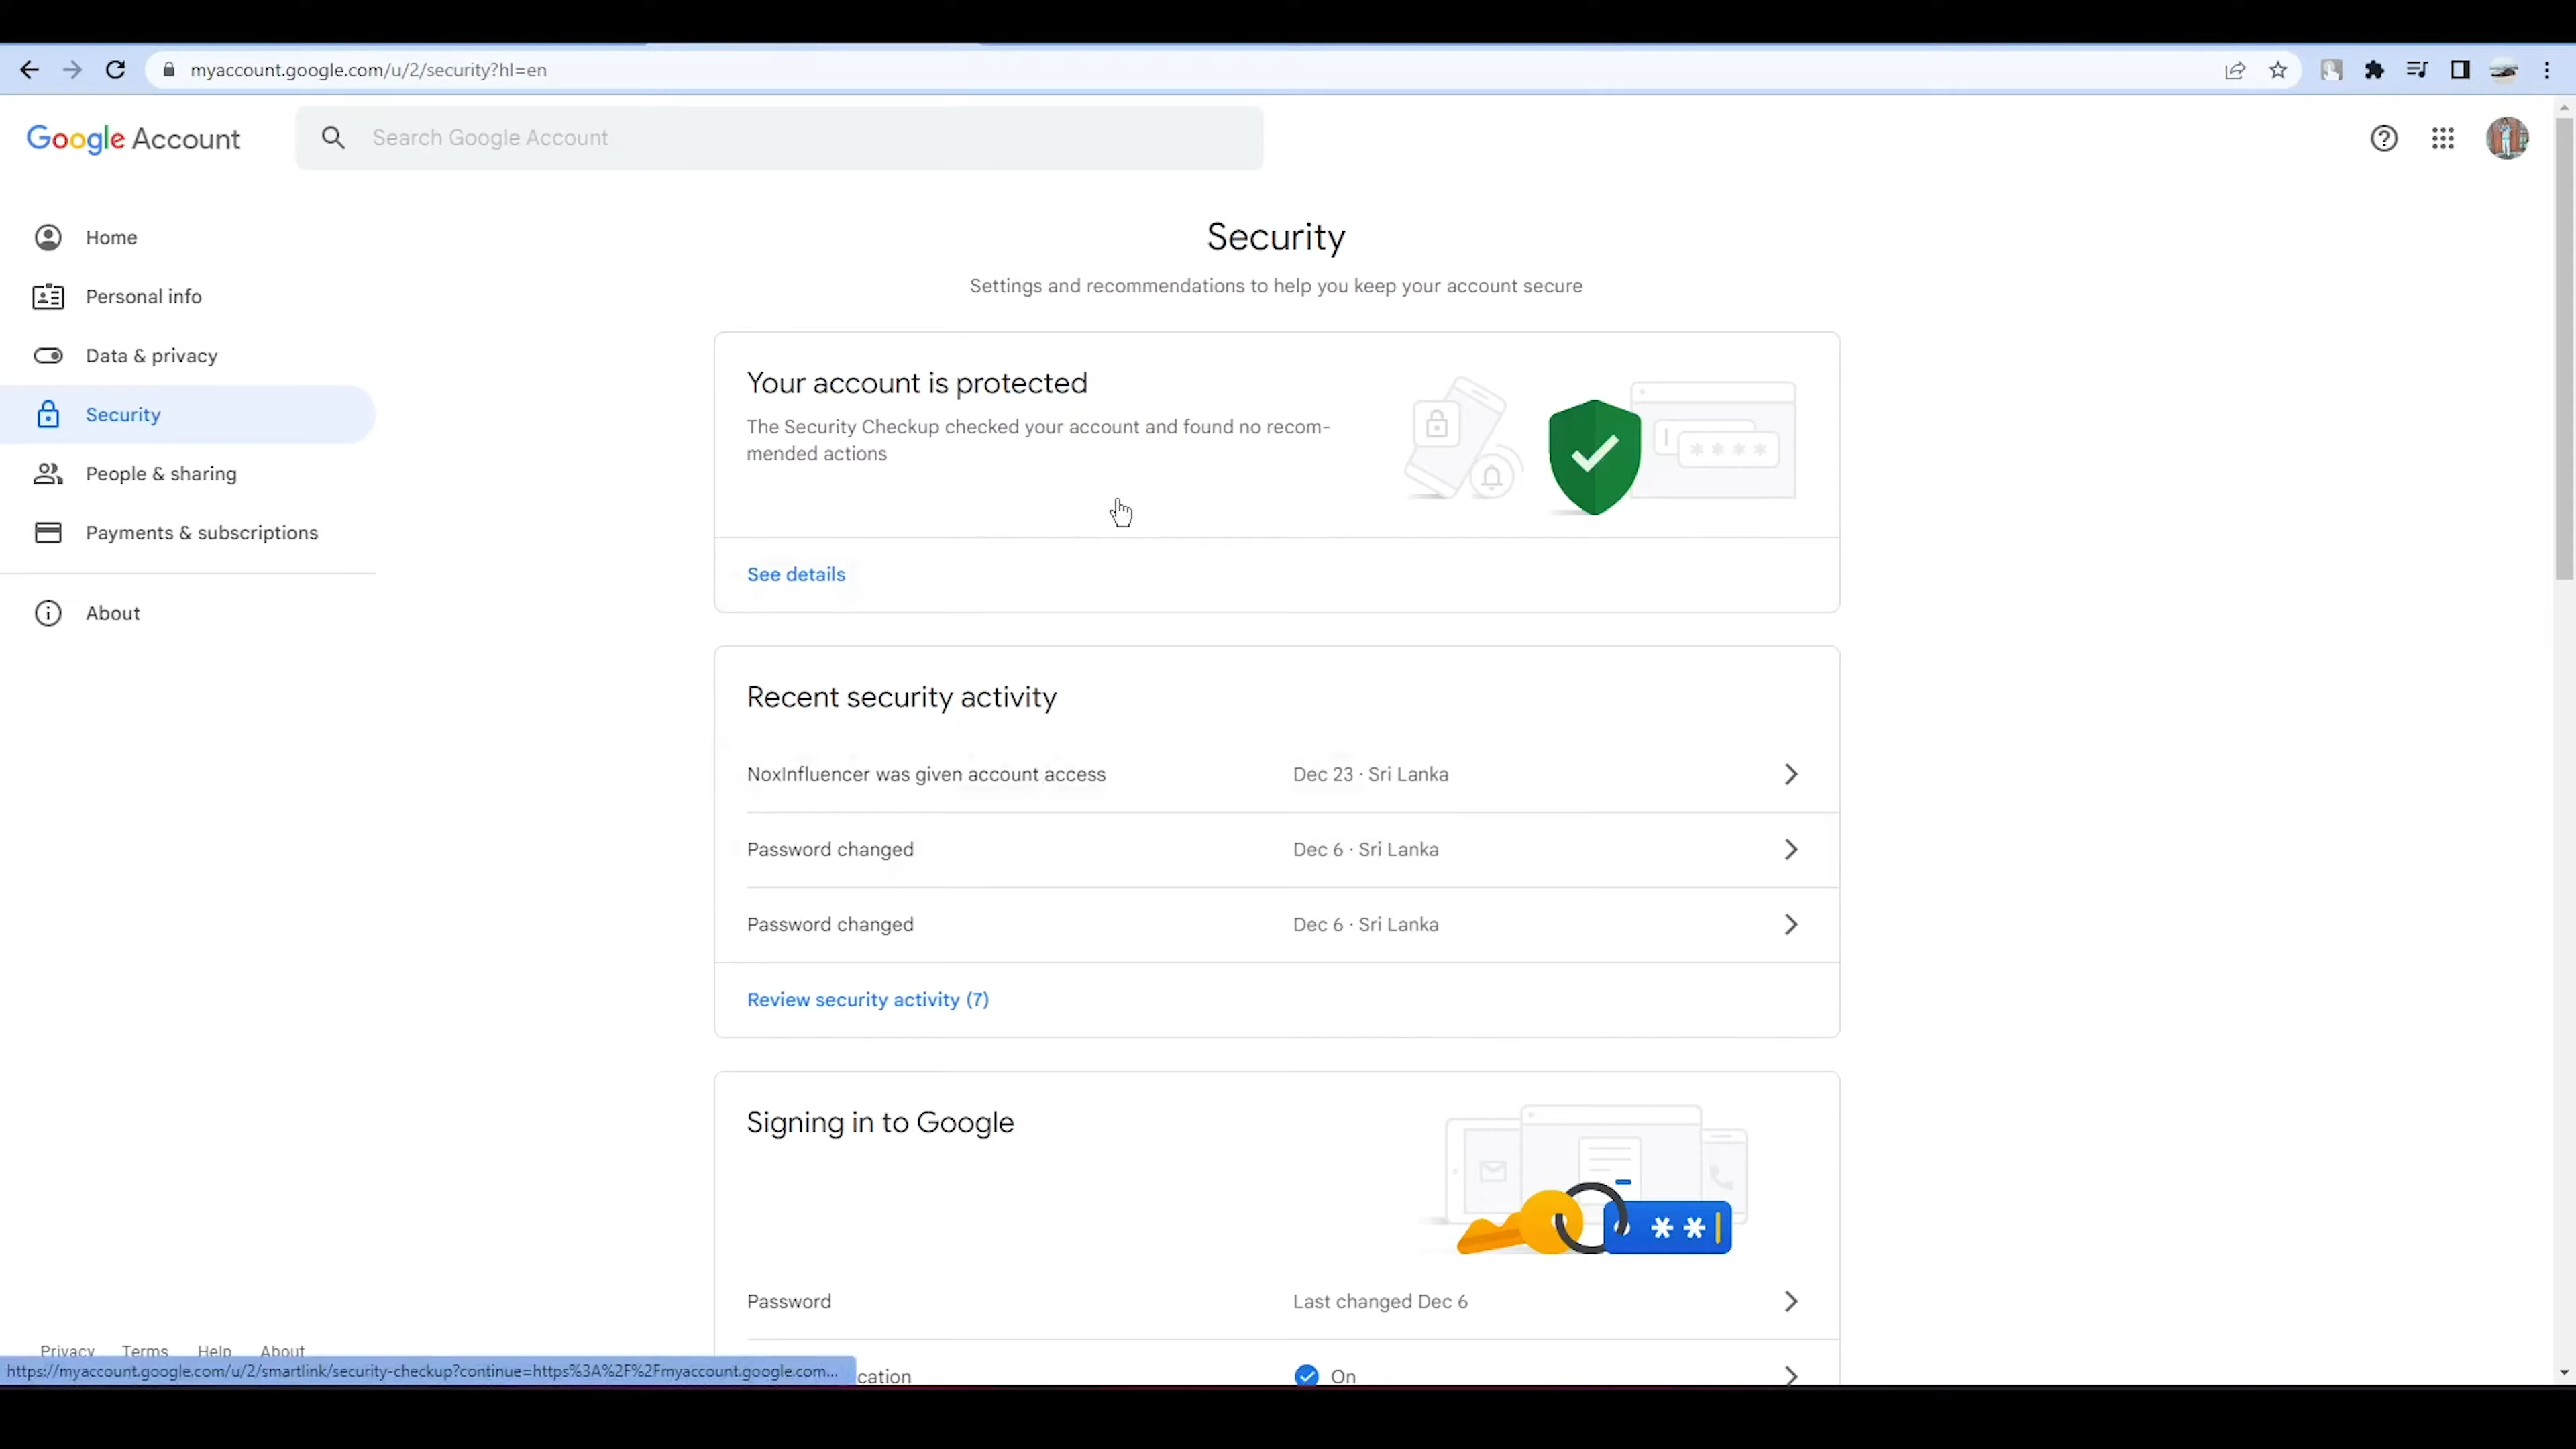 myaccount.google.com/u/2/security?hl=en
Google Account
Search Google Account
Home
Personal info
Data & privacy
Security
People & sharing
Payments & subscriptions
About
Security
Settings and recommendations to help you keep your account secure
Your account is protected
The Security Checkup checked your account and found no recom-
mended actions
See details
Recent security activity
NoxInfluencer was given account access Dec 23 · Sri Lanka
Password changed Dec 6 · Sri Lanka
Password changed Dec 6 · Sri Lanka
Review security activity (7)
Signing in to Google
Password Last changed Dec 6
cation On
Privacy Terms Help About
https://myaccount.google.com/u/2/smartlink/security-checkup?continue=https%3A%2F%2Fmyaccount.google.com...